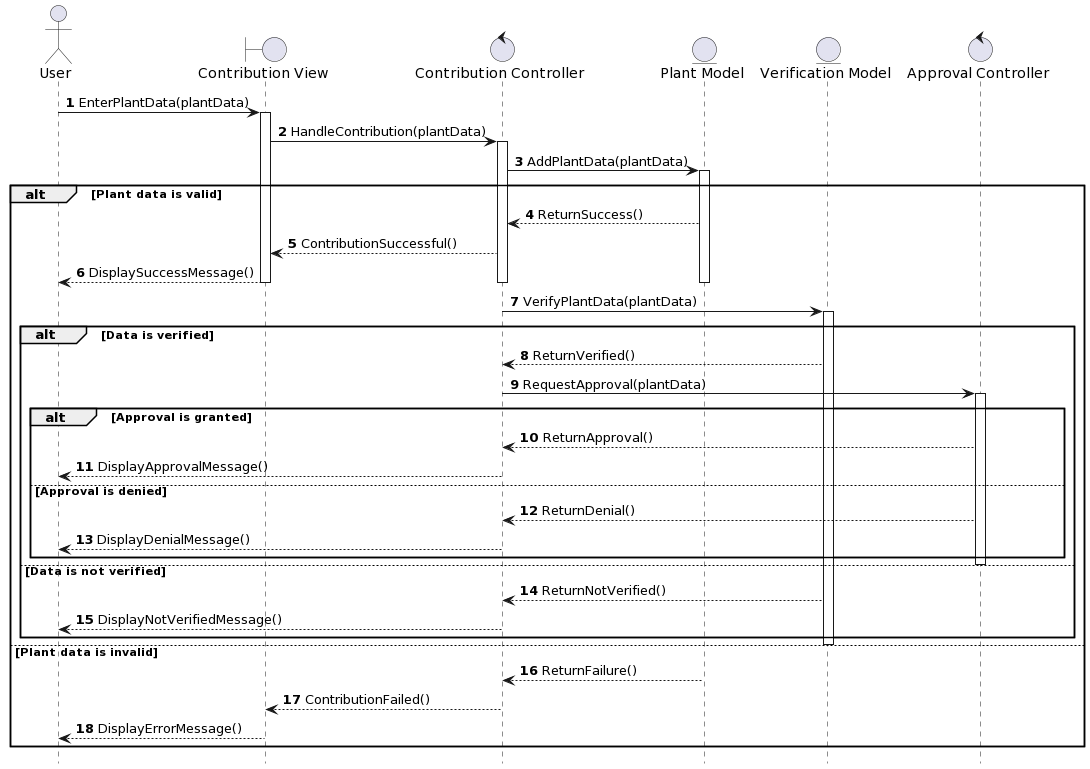 User
Contribution View
Contribution Controller
Plant Model
Verification Model
Approval Controller
1 EnterPlantData(plantData)
2 HandleContribution(plantData)
3 AddPlantData(plantData)
alt [Plant data is valid]
4 ReturnSuccess()
5 ContributionSuccessful()
6 DisplaySuccessMessage()
7 VerifyPlantData(plantData)
alt [Data is verified]
8 ReturnVerified()
9 RequestApproval(plantData)
alt [Approval is granted]
10 ReturnApproval()
11 DisplayApprovalMessage()
[Approval is denied]
12 ReturnDenial()
13 DisplayDenialMessage()
[Data is not verified]
14 ReturnNotVerified()
15 DisplayNotVerifiedMessage()
[Plant data is invalid]
16 ReturnFailure()
17 ContributionFailed()
18 DisplayErrorMessage()